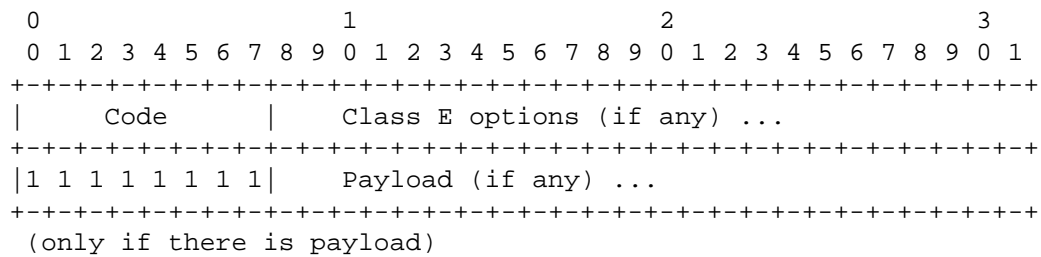 0                   1                   2                   3
 0 1 2 3 4 5 6 7 8 9 0 1 2 3 4 5 6 7 8 9 0 1 2 3 4 5 6 7 8 9 0 1
+-+-+-+-+-+-+-+-+-+-+-+-+-+-+-+-+-+-+-+-+-+-+-+-+-+-+-+-+-+-+-+-+
|     Code      |    Class E options (if any) ...
+-+-+-+-+-+-+-+-+-+-+-+-+-+-+-+-+-+-+-+-+-+-+-+-+-+-+-+-+-+-+-+-+
|1 1 1 1 1 1 1 1|    Payload (if any) ...
+-+-+-+-+-+-+-+-+-+-+-+-+-+-+-+-+-+-+-+-+-+-+-+-+-+-+-+-+-+-+-+-+
 (only if there is payload)